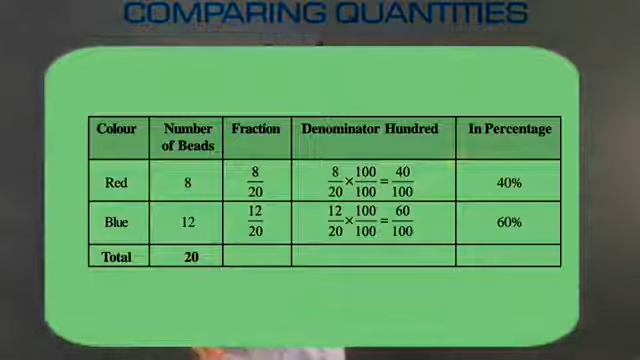 COMPARING QUANTITIES
Colour Number of Beads Fraction Denominator Hundred In Percentage
Red 8 8/20 8/20 × 100/100 = 40/100 40%
Blue 12 12/20 12/20 × 100/100 = 60/100 60%
Total 20